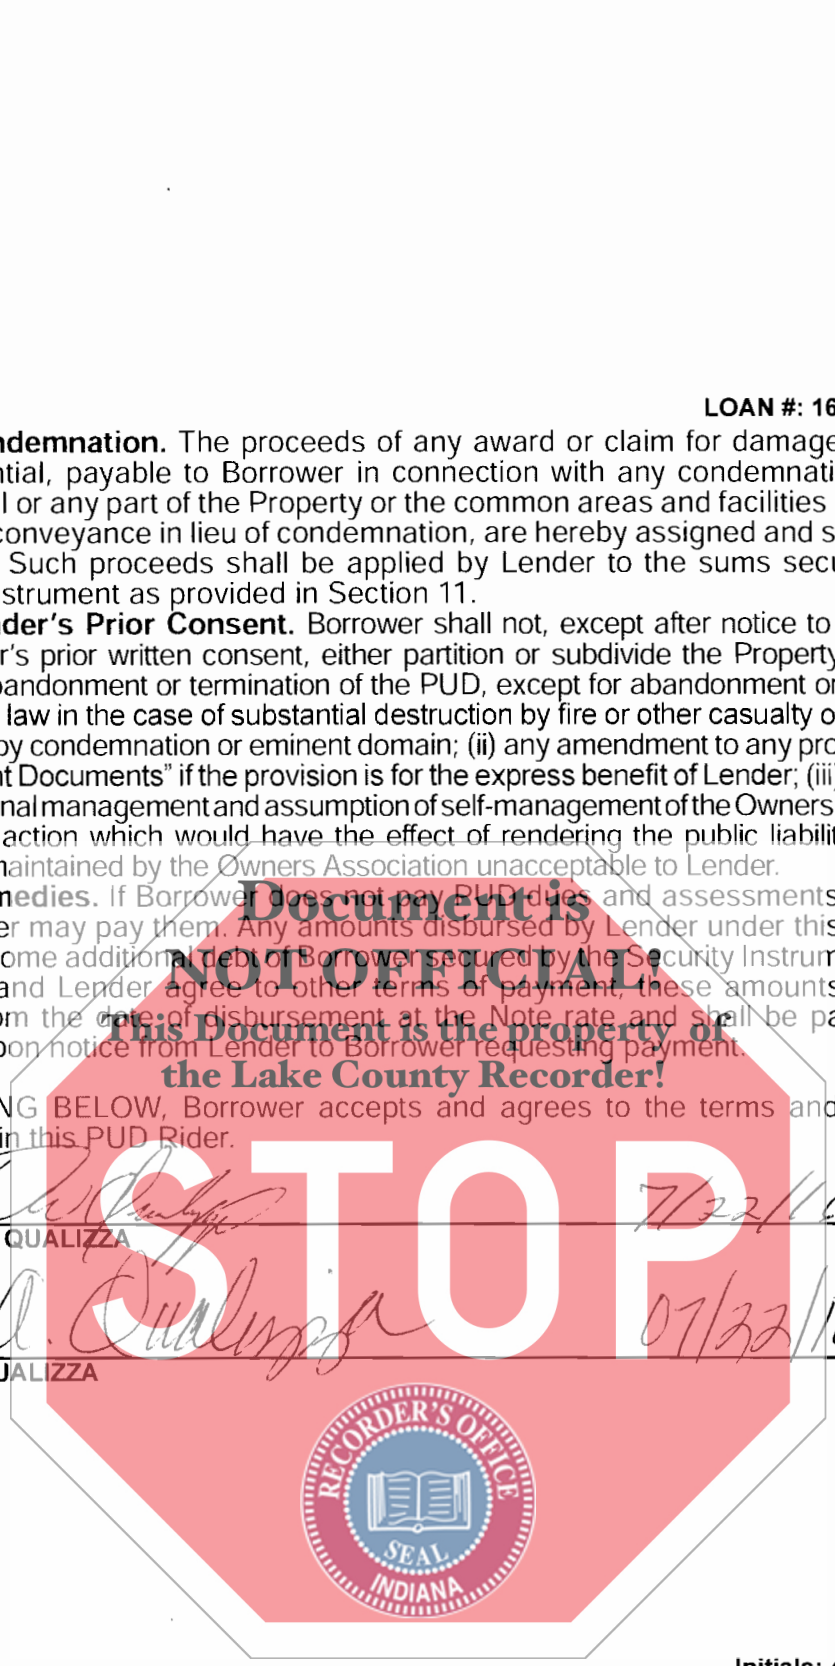 LOAN #: 16
ndemnation. The proceeds of any award or claim for damage
ntial, payable to Borrower in connection with any condemnati
l or any part of the Property or the common areas and facilities
conveyance in lieu of condemnation, are hereby assigned and s
Such proceeds shall be applied by Lender to the sums secu
strument as provided in Section 11.
der's Prior Consent. Borrower shall not, except after notice to
r's prior written consent, either partition or subdivide the Property
bandonment or termination of the PUD, except for abandonment or
law in the case of substantial destruction by fire or other casualty o
by condemnation or eminent domain; (ii) any amendment to any pro
nt Documents" if the provision is for the express benefit of Lender; (iii)
nal management and assumption of self-management of the Owners
action which would have the effect of rendering the public liabilit
naintained by the Owners Association unacceptable to Lender.
medies. If Borrower does not pay PUD dues and assessments
Document is
er may pay them. Any amounts disbursed by Lender under this
ome additional debt of Borrower secured by the Security Instrum
NOT OFFICIAL!
and Lender agree to other terms of payment, these amounts
om the date of disbursement at the Note rate and shall be pa
This Document is the property of
oon notice from Lender to Borrower requesting payment.
the Lake County Recorder!
NG BELOW, Borrower accepts and agrees to the terms and
in this PUD Rider.
STOP
7/22/16
QUALIZZA
A. Qualizza 07/22/1
UALIZZA
RECORDER'S OFFICE
SEAL
INDIANA
Initials: